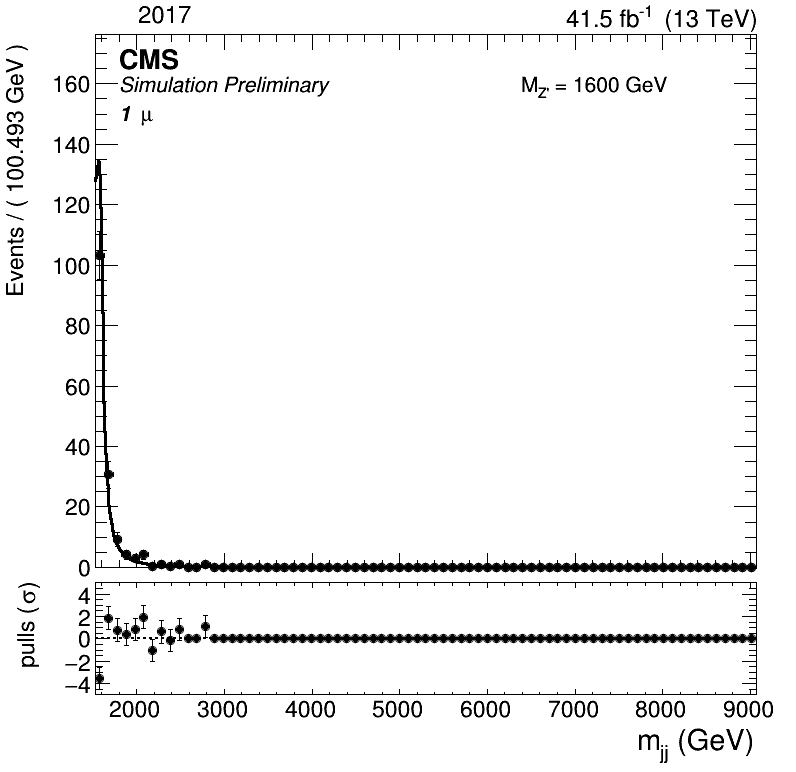 2017
41.5 fb⁻¹ (13 TeV)
CMS
Simulation Preliminary
M_Z' = 1600 GeV
1 μ
Events / ( 100.493 GeV )
160
140
120
100
80
60
40
20
0
pulls (σ)
4
2
0
−2
−4
2000 3000 4000 5000 6000 7000 8000 9000
m_jj (GeV)